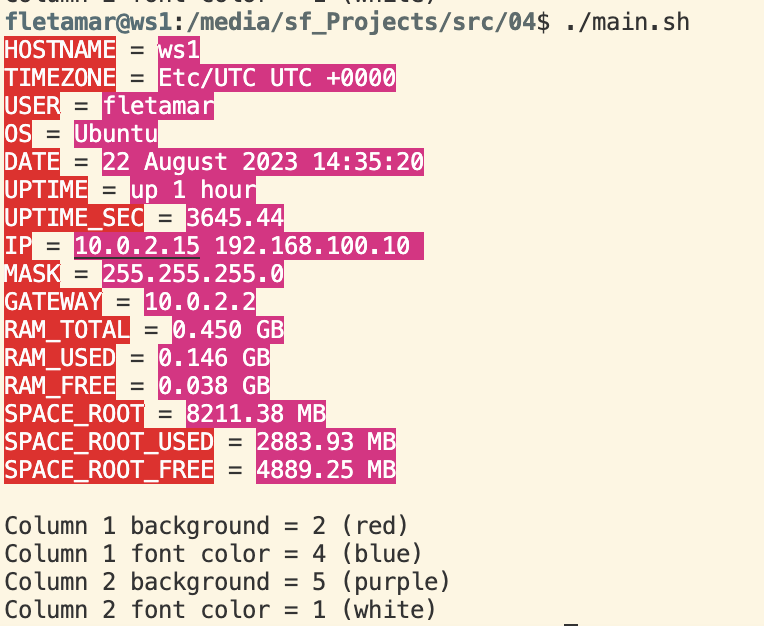 Column 2 font color = 1 (white)
fletamar@ws1:/media/sf_Projects/src/04$ ./main.sh
HOSTNAME = ws1
TIMEZONE = Etc/UTC UTC +0000
USER = fletamar
OS = Ubuntu
DATE = 22 August 2023 14:35:20
UPTIME = up 1 hour
UPTIME_SEC = 3645.44
IP = 10.0.2.15 192.168.100.10
MASK = 255.255.255.0
GATEWAY = 10.0.2.2
RAM_TOTAL = 0.450 GB
RAM_USED = 0.146 GB
RAM_FREE = 0.038 GB
SPACE_ROOT = 8211.38 MB
SPACE_ROOT_USED = 2883.93 MB
SPACE_ROOT_FREE = 4889.25 MB
Column 1 background = 2 (red)
Column 1 font color = 4 (blue)
Column 2 background = 5 (purple)
Column 2 font color = 1 (white)